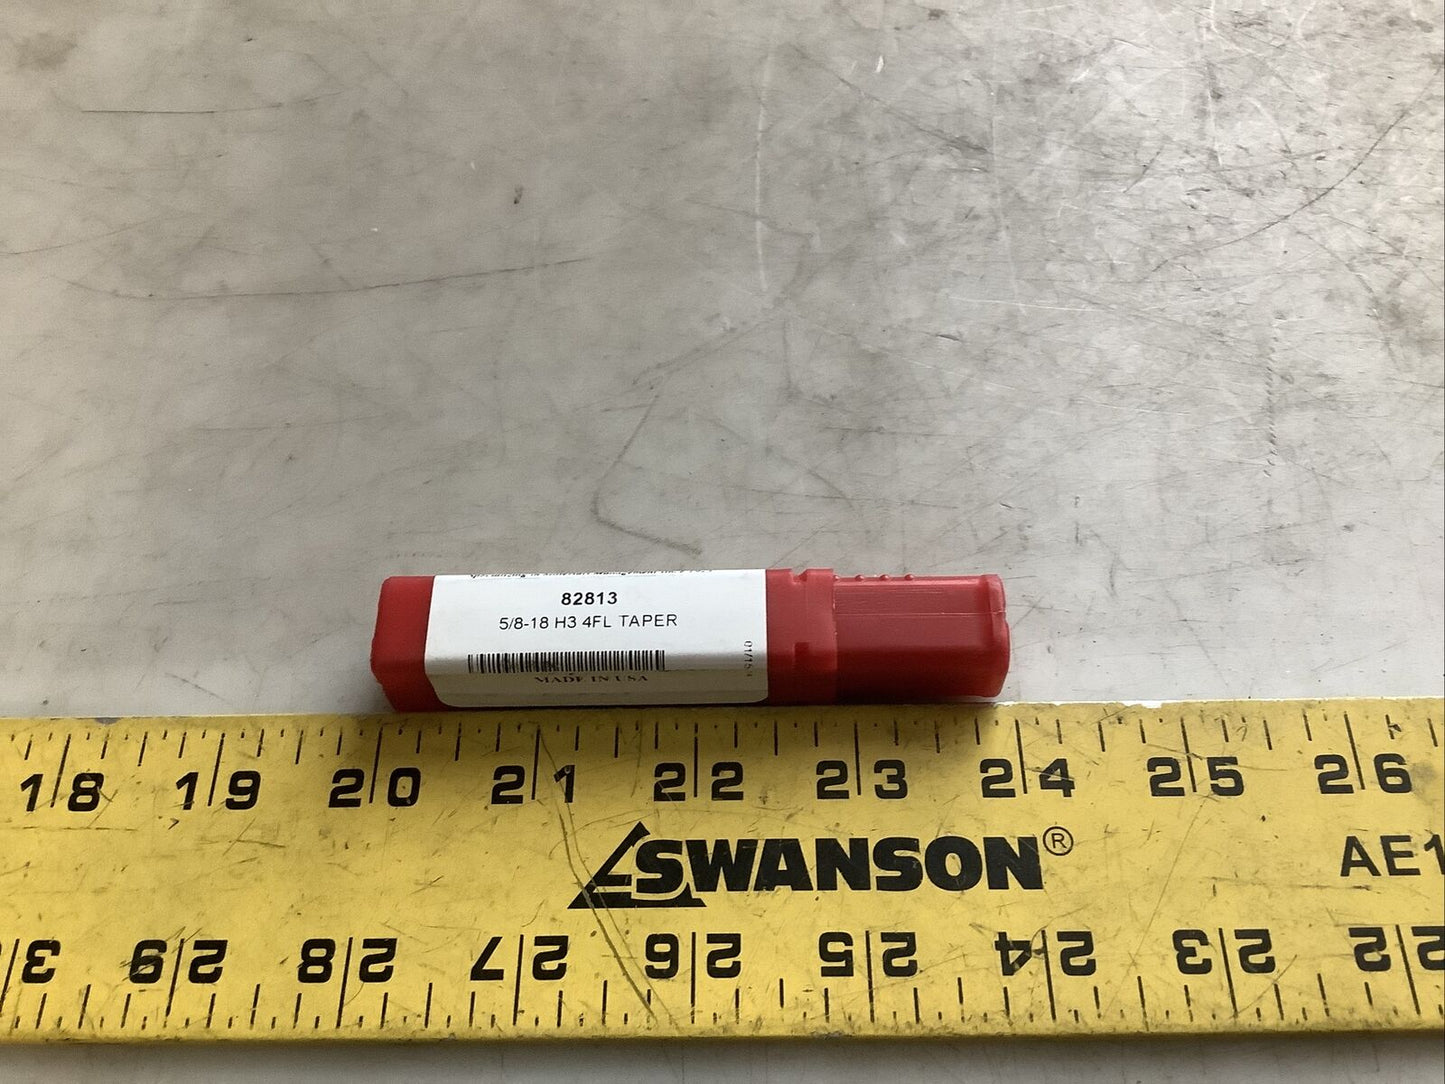 82813
5/8-18 H3 4FL TAPER
MADE IN USA
18 19 20 21 22 23 24 25 26
SWANSON®
AE1
3 29 28 27 26 25 24 23 22